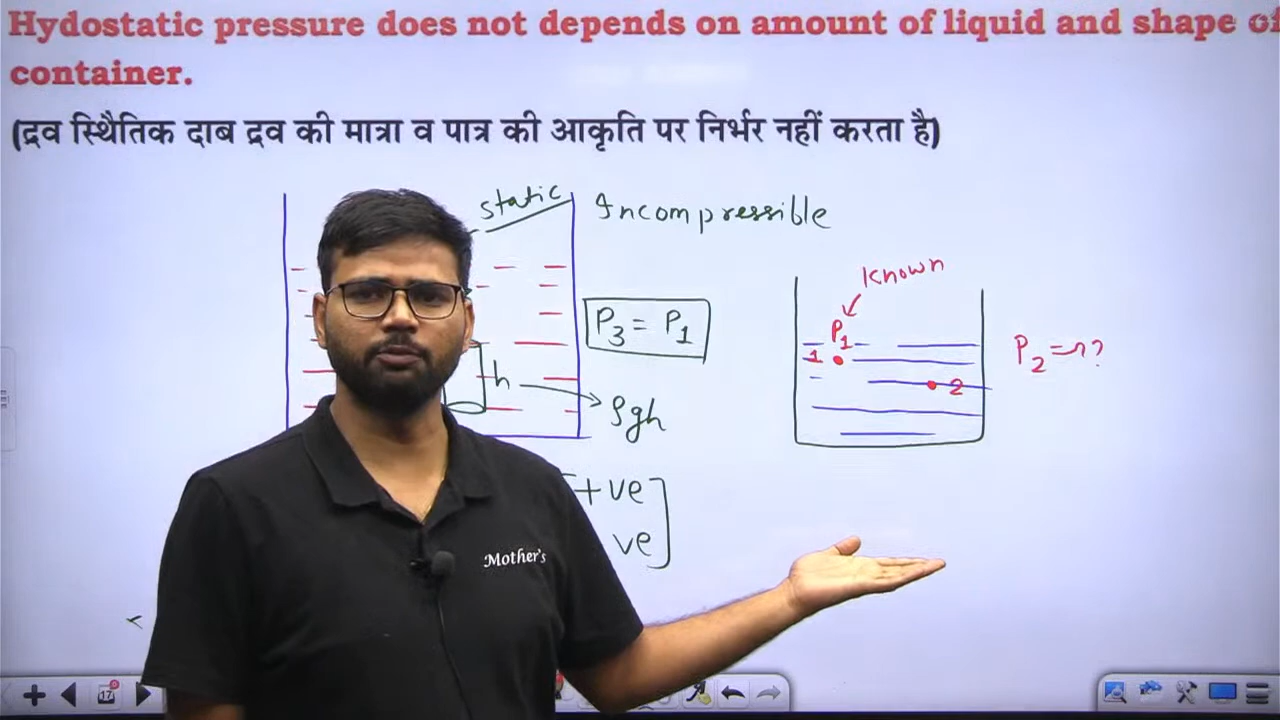 Hydostatic pressure does not depends on amount of liquid and shape of
container.
(द्रव स्थैितिक दाब द्रव की मात्रा व पात्र की आकृति पर निर्भर नहीं करता है)
static
Incompressible
P3 = P1
h
ρgh
+ve
ve
Known
P1
1
2
P2 = ??
Mother's
17